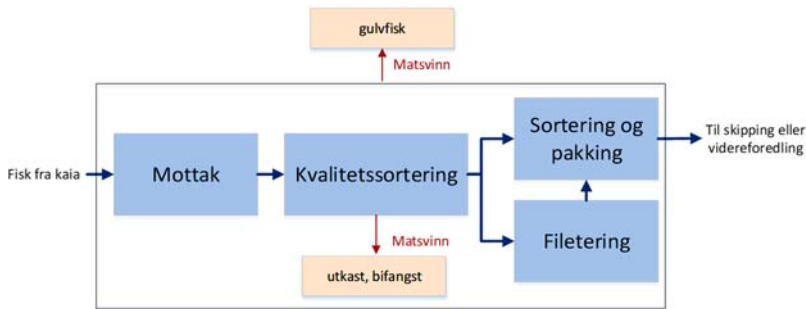 gulvfisk
Matsvinn
Fisk fra kaia
Mottak
Kvalitetssortering
Sortering og
pakking
Til skipping eller
videreforedling
Filetering
Matsvinn
utkast, bifangst